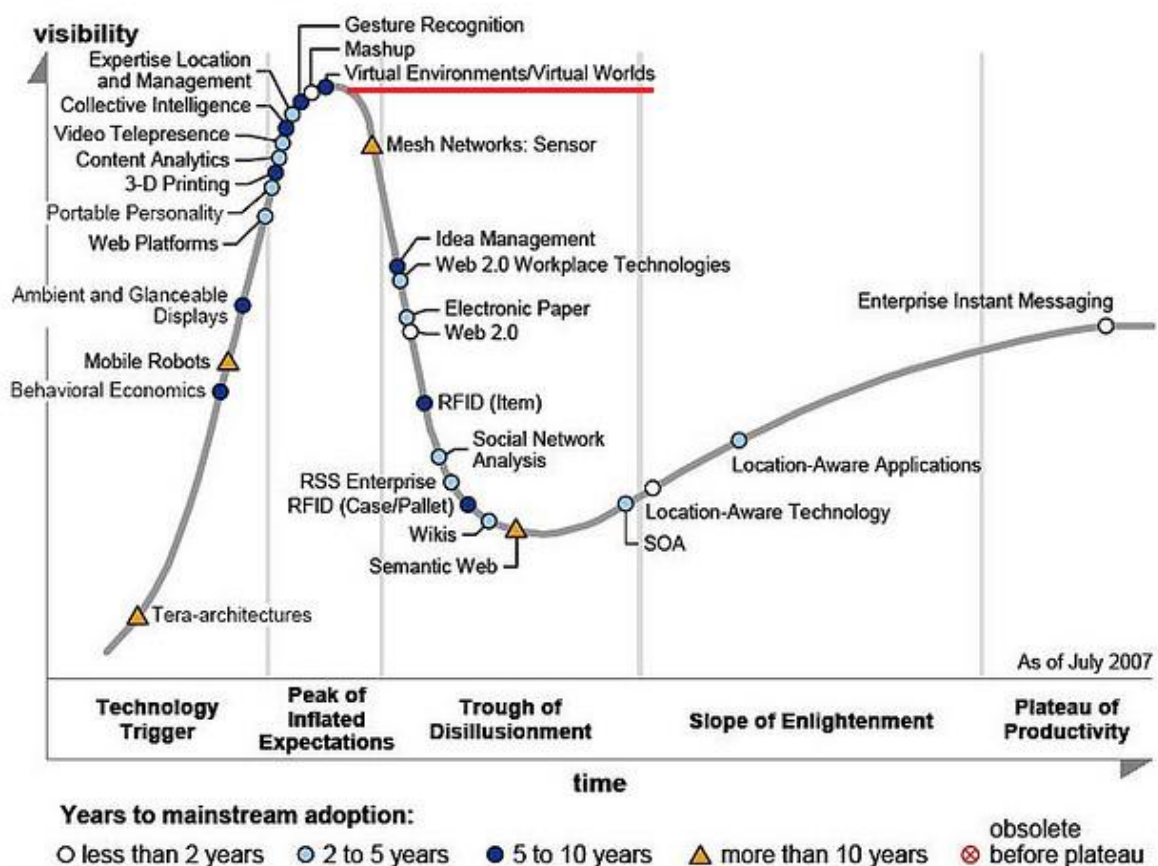 visibility
Gesture Recognition
Mashup
Virtual Environments/Virtual Worlds
Expertise Location
and Management
Collective Intelligence
Video Telepresence
Content Analytics
3-D Printing
Portable Personality
Web Platforms
Mesh Networks: Sensor
Ambient and Glanceable
Displays
Mobile Robots
Behavioral Economics
Idea Management
Web 2.0 Workplace Technologies
Electronic Paper
Web 2.0
RFID (Item)
Social Network
Analysis
RSS Enterprise
RFID (Case/Pallet)
Wikis
Semantic Web
Tera-architectures
Enterprise Instant Messaging
Location-Aware Applications
Location-Aware Technology
SOA
As of July 2007
Technology
Trigger
Peak of
Inflated
Expectations
Trough of
Disillusionment
Slope of Enlightenment
Plateau of
Productivity
time
Years to mainstream adoption:
less than 2 years
2 to 5 years
5 to 10 years
more than 10 years
obsolete
before plateau